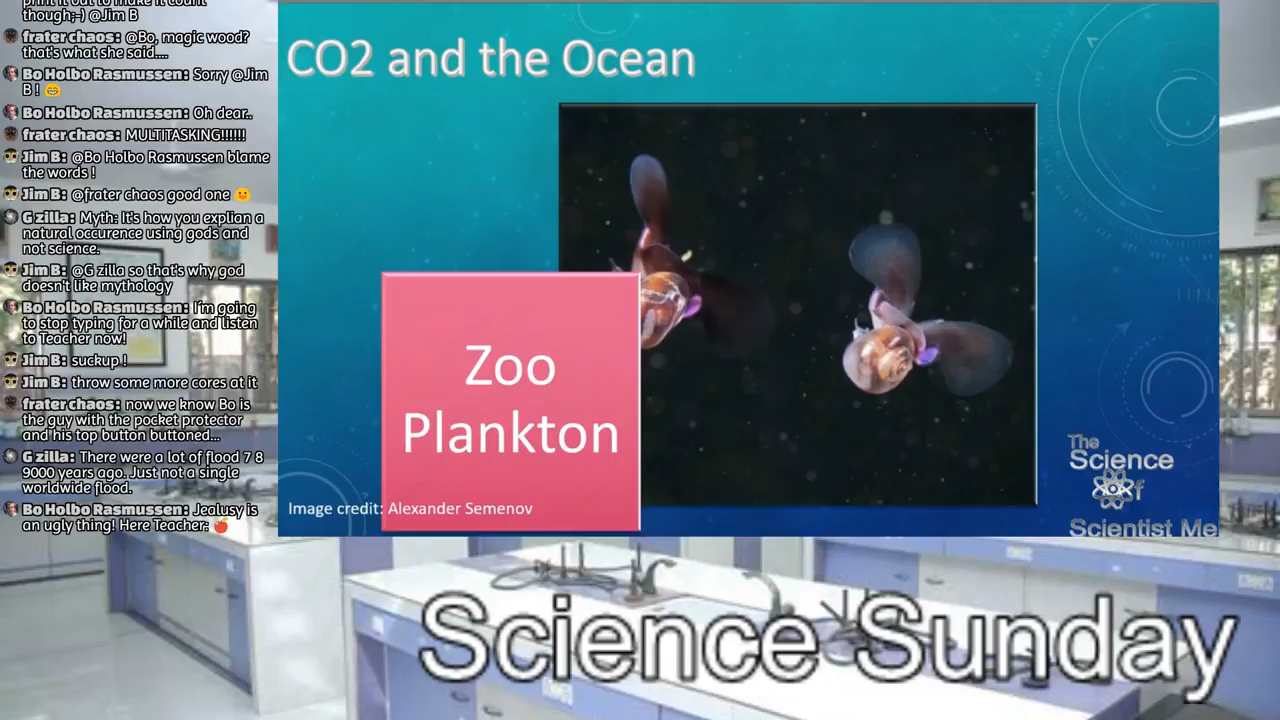 print it out to make it count
though;-) @Jim B
frater chaos: @Bo, magic wood?
that's what she said....
Bo Holbo Rasmussen: Sorry @Jim
B ! 😁
Bo Holbo Rasmussen: Oh dear..
frater chaos: MULTITASKING!!!!!!
Jim B: @Bo Holbo Rasmussen blame
the words !
Jim B: @frater chaos good one 🙂
G zilla: Myth: It's how you explian a
natural occurence using gods and
not science.
Jim B: @G zilla so that's why god
doesn't like mythology
Bo Holbo Rasmussen: I'm going
to stop typing for a while and listen
to Teacher now!
Jim B: suckup !
Jim B: throw some more cores at it
frater chaos: now we know Bo is
the guy with the pocket protector
and his top button buttoned...
G zilla: There were a lot of flood 7 8
9000 years ago. Just not a single
worldwide flood.
Bo Holbo Rasmussen: Jealusy is
an ugly thing! Here Teacher: 🍎
CO2 and the Ocean
Zoo
Plankton
Image credit: Alexander Semenov
The
Science
Of
Scientist Me
Science Sunday